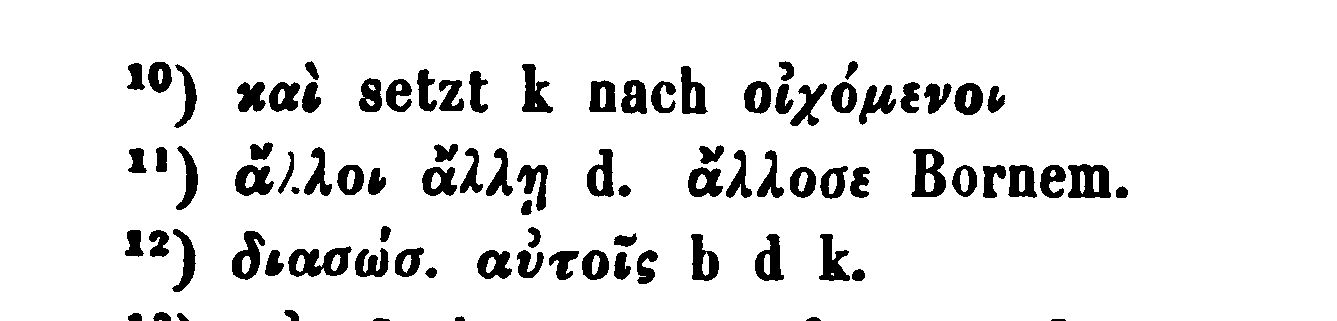 ¹⁰) καὶ setzt k nach οἰχόμενοι
¹¹) ἄλλοι ἄλλῃ d. ἄλλοσε Bornem.
¹²) διασώσ. αὐτοῖς b d k.